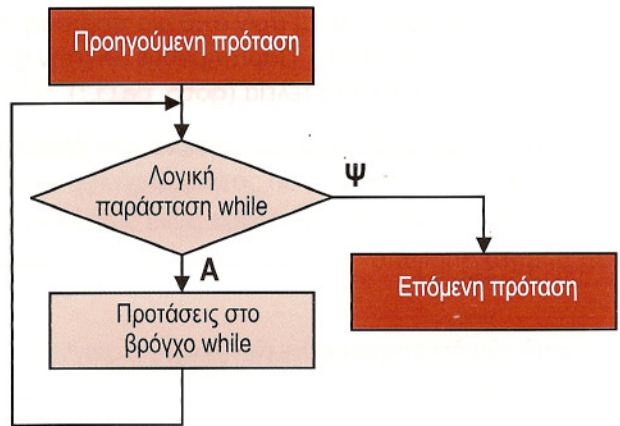 Προηγούμενη πρόταση
Λογική
παράσταση while
Ψ
Α
Επόμενη πρόταση
Προτάσεις στο
βρόγχο while